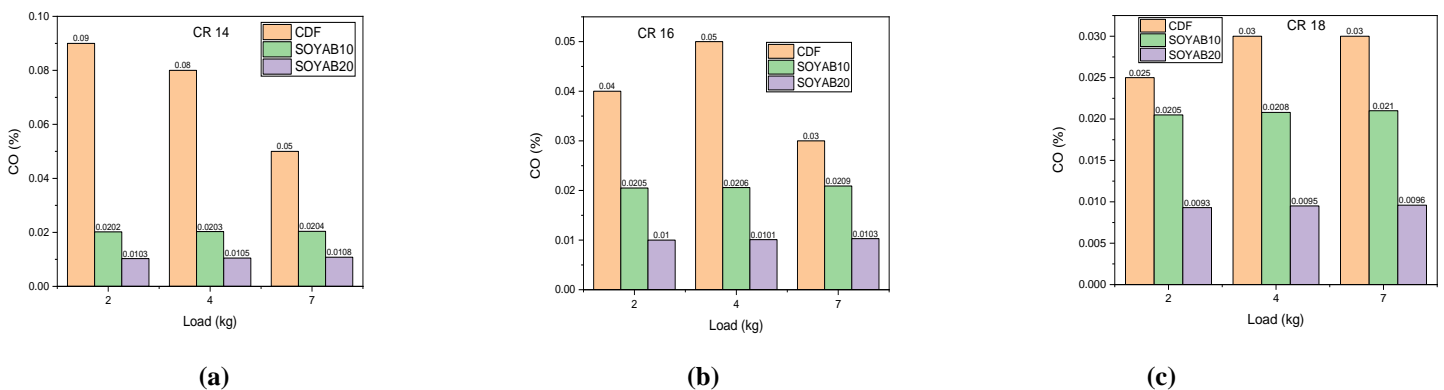 CR 14
CDF
SOYAB10
SOYAB20
0.10
0.08
0.06
0.04
0.02
0.00
CO (%)
0.09
0.0202
0.0103
0.08
0.0203
0.0105
0.05
0.0204
0.0108
2 4 7
Load (kg)
(a)
CR 16
CDF
SOYAB10
SOYAB20
0.05
0.04
0.03
0.02
0.01
0.00
CO (%)
0.04
0.0205
0.01
0.05
0.0206
0.0101
0.03
0.0209
0.0103
2 4 7
Load (kg)
(b)
CR 18
CDF
SOYAB10
SOYAB20
0.030
0.025
0.020
0.015
0.010
0.005
0.000
CO (%)
0.025
0.0205
0.0093
0.03
0.0208
0.0095
0.03
0.021
0.0096
2 4 7
Load (kg)
(c)